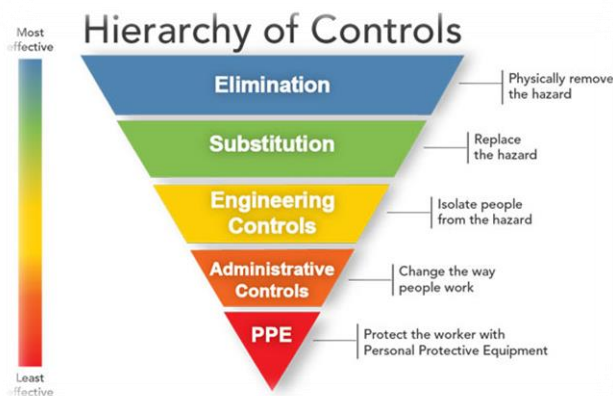 Hierarchy of Controls
Most
effective
Elimination
Physically remove
the hazard
Substitution
Replace
the hazard
Engineering
Controls
Isolate people
from the hazard
Administrative
Controls
Change the way
people work
PPE
Protect the worker with
Personal Protective Equipment
Least
effective